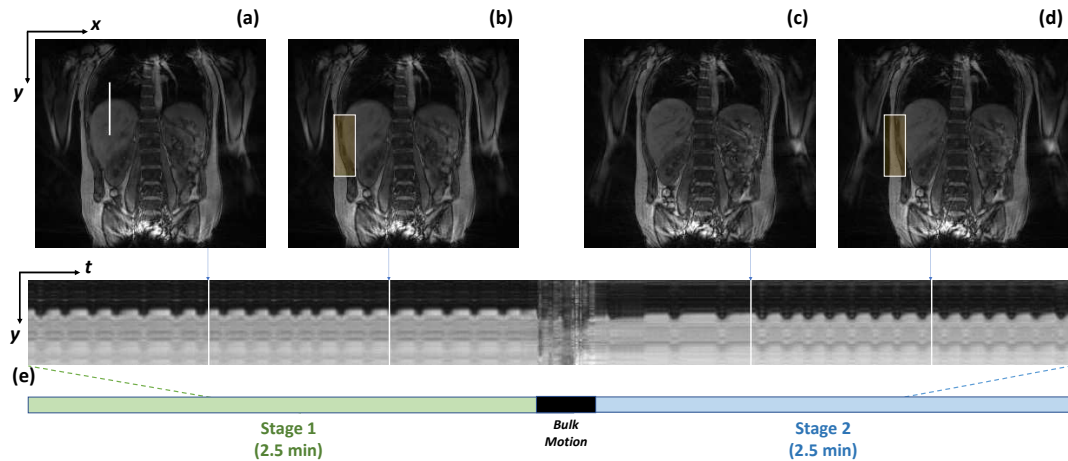 x
(a)
(b)
(c)
(d)
y
t
y
(e)
Stage 1
(2.5 min)
Bulk
Motion
Stage 2
(2.5 min)